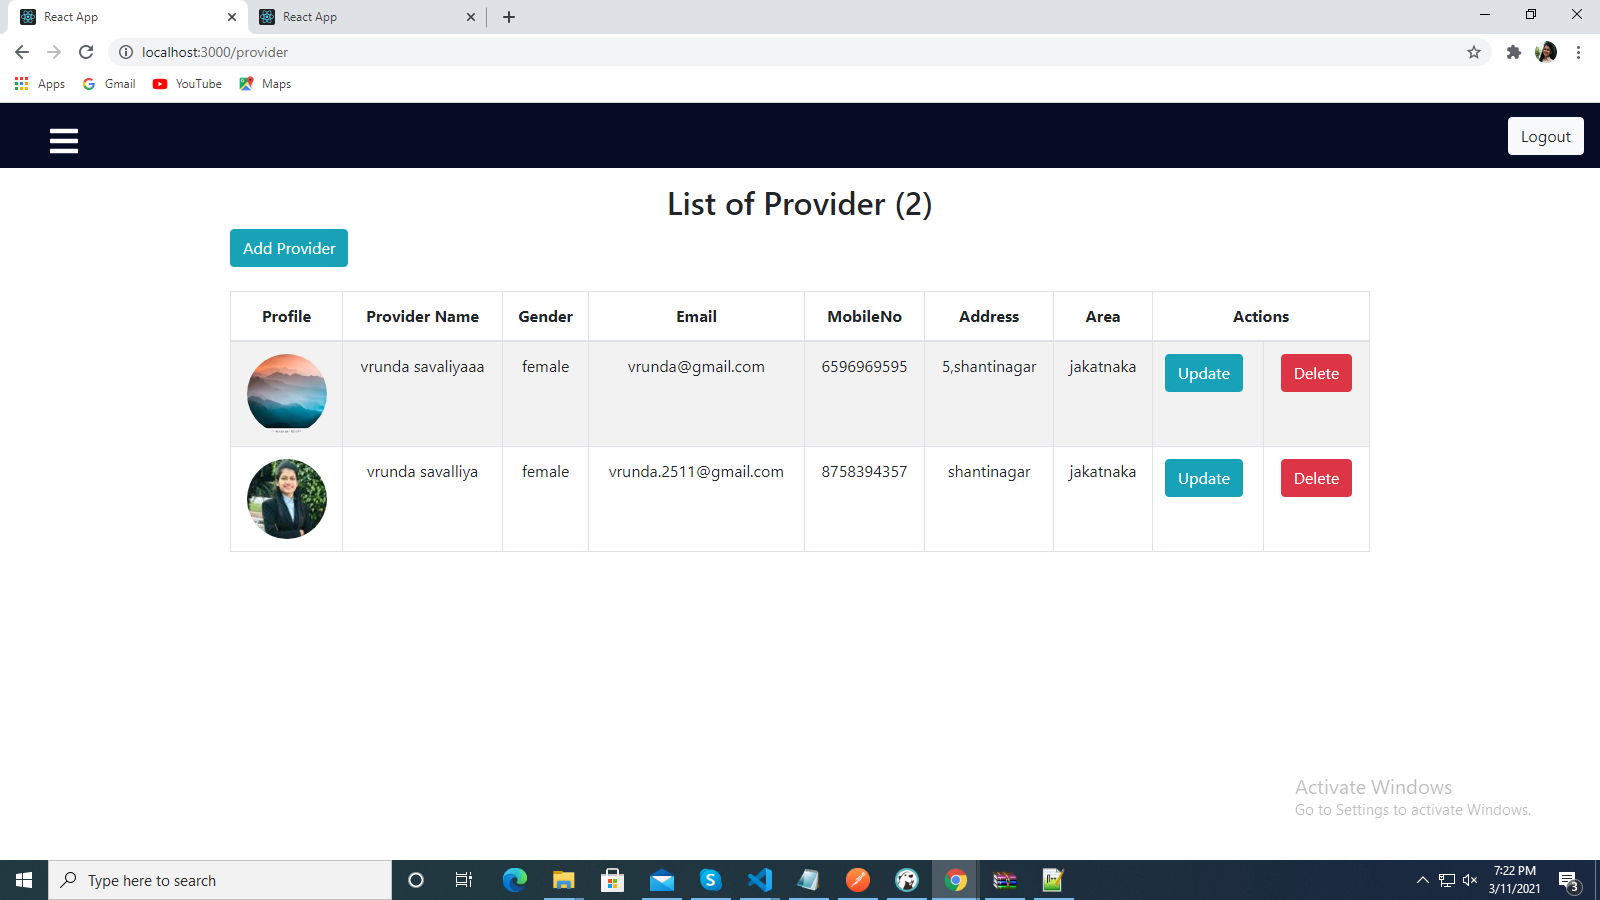 React App
React App
localhost:3000/provider
Apps
Gmail
YouTube
Maps
Logout
List of Provider (2)
Add Provider
Profile
Provider Name
Gender
Email
MobileNo
Address
Area
Actions
vrunda savaliyaaa
female
vrunda@gmail.com
6596969595
5,shantinagar
jakatnaka
Update
Delete
vrunda savalliya
female
vrunda.2511@gmail.com
8758394357
shantinagar
jakatnaka
Update
Delete
Activate Windows
Go to Settings to activate Windows.
Type here to search
7:22 PM
3/11/2021
3